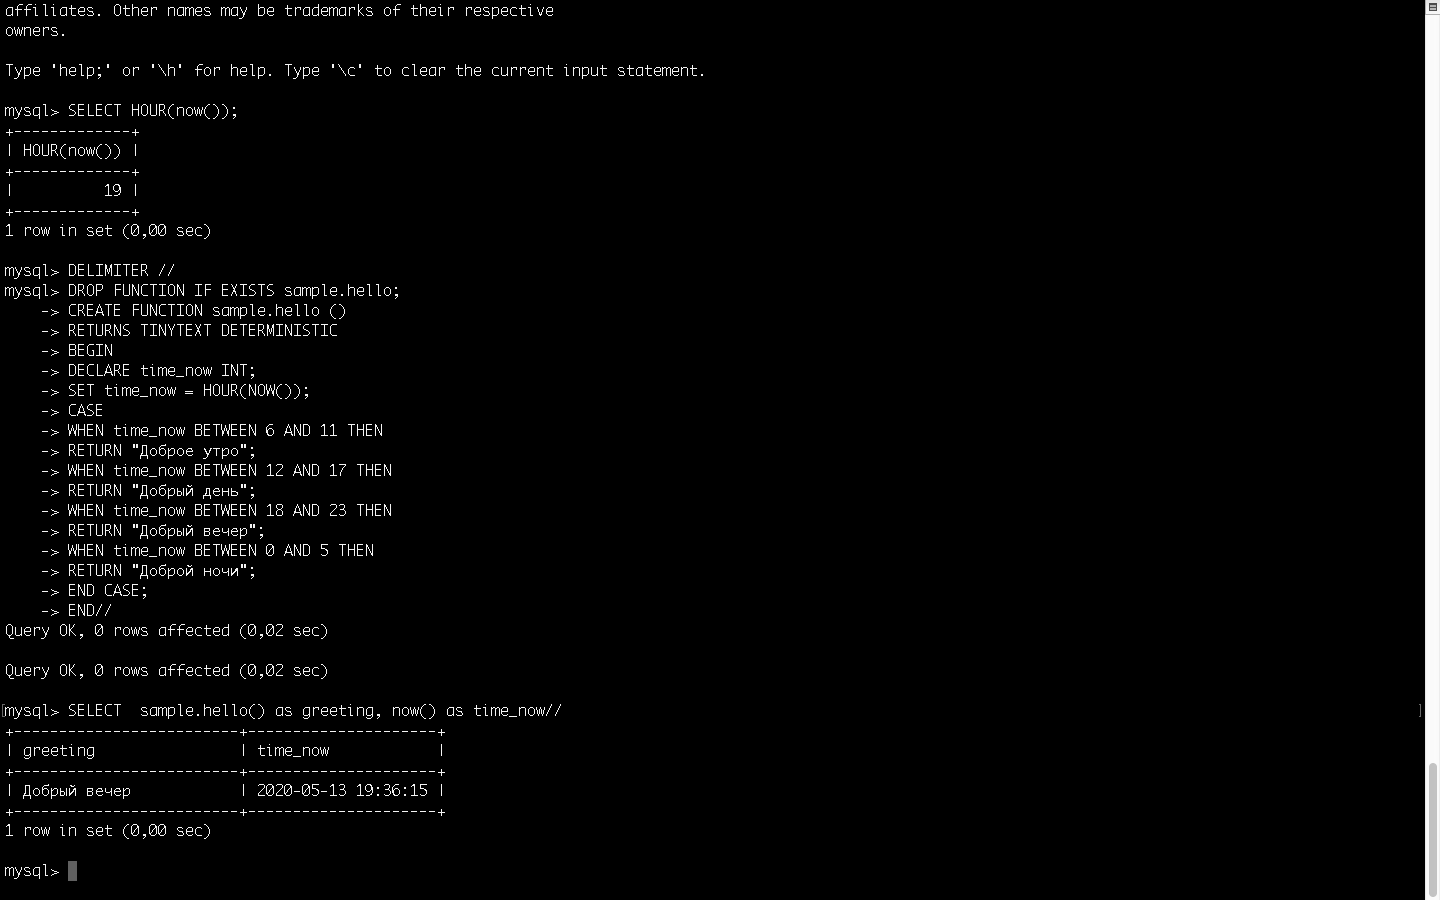 affiliates. Other names may be trademarks of their respective
owners.
Type 'help;' or '\h' for help. Type '\c' to clear the current input statement.
mysql> SELECT HOUR(now());
+-------------+
| HOUR(now()) |
+-------------+
|          19 |
+-------------+
1 row in set (0,00 sec)
mysql> DELIMITER //
mysql> DROP FUNCTION IF EXISTS sample.hello;
    -> CREATE FUNCTION sample.hello ()
    -> RETURNS TINYTEXT DETERMINISTIC
    -> BEGIN
    -> DECLARE time_now INT;
    -> SET time_now = HOUR(NOW());
    -> CASE
    -> WHEN time_now BETWEEN 6 AND 11 THEN
    -> RETURN "Доброе утро";
    -> WHEN time_now BETWEEN 12 AND 17 THEN
    -> RETURN "Добрый день";
    -> WHEN time_now BETWEEN 18 AND 23 THEN
    -> RETURN "Добрый вечер";
    -> WHEN time_now BETWEEN 0 AND 5 THEN
    -> RETURN "Доброй ночи";
    -> END CASE;
    -> END//
Query OK, 0 rows affected (0,02 sec)
Query OK, 0 rows affected (0,02 sec)
[mysql> SELECT  sample.hello() as greeting, now() as time_now// ]
+-------------------------+---------------------+
| greeting                | time_now            |
+-------------------------+---------------------+
| Добрый вечер            | 2020-05-13 19:36:15 |
+-------------------------+---------------------+
1 row in set (0,00 sec)
mysql>